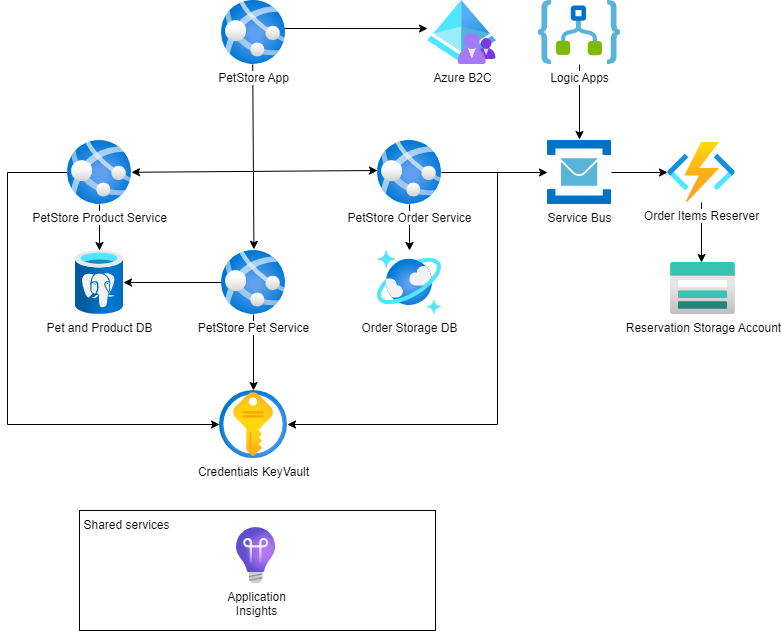 PetStore App
Azure B2C
Logic Apps
PetStore Product Service
PetStore Order Service
Service Bus
Order Items Reserver
Pet and Product DB
PetStore Pet Service
Order Storage DB
Reservation Storage Account
Credentials KeyVault
Shared services
Application
Insights